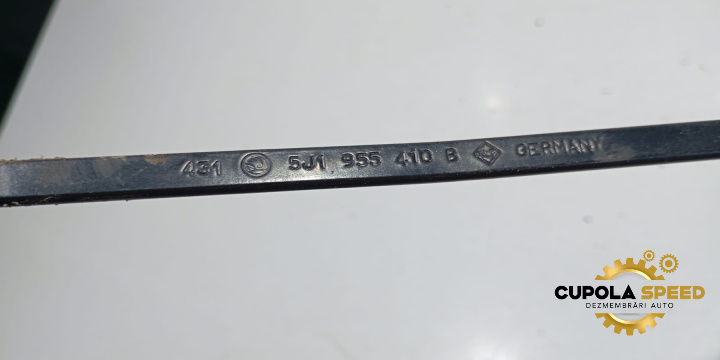 431 5J1 955 410 B GERMANY
CUPOLA SPEED
DEZMEMBRĂRI AUTO